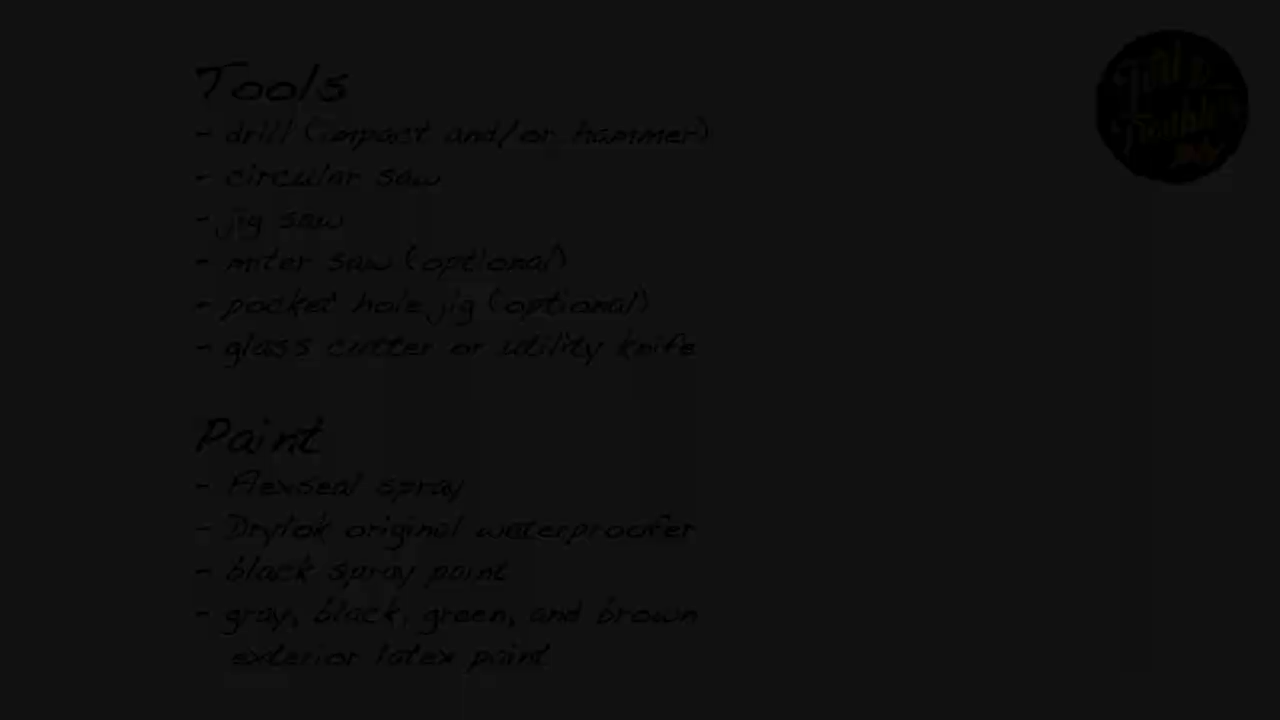 Tools
- drill (impact and/or hammer)
- circular saw
- jig saw
- miter saw (optional)
- pocket hole jig (optional)
- glass cutter or utility knife
Paint
- Flexseal spray
- Drylok original waterproofer
- black spray paint
- gray, black, green, and brown
exterior latex paint